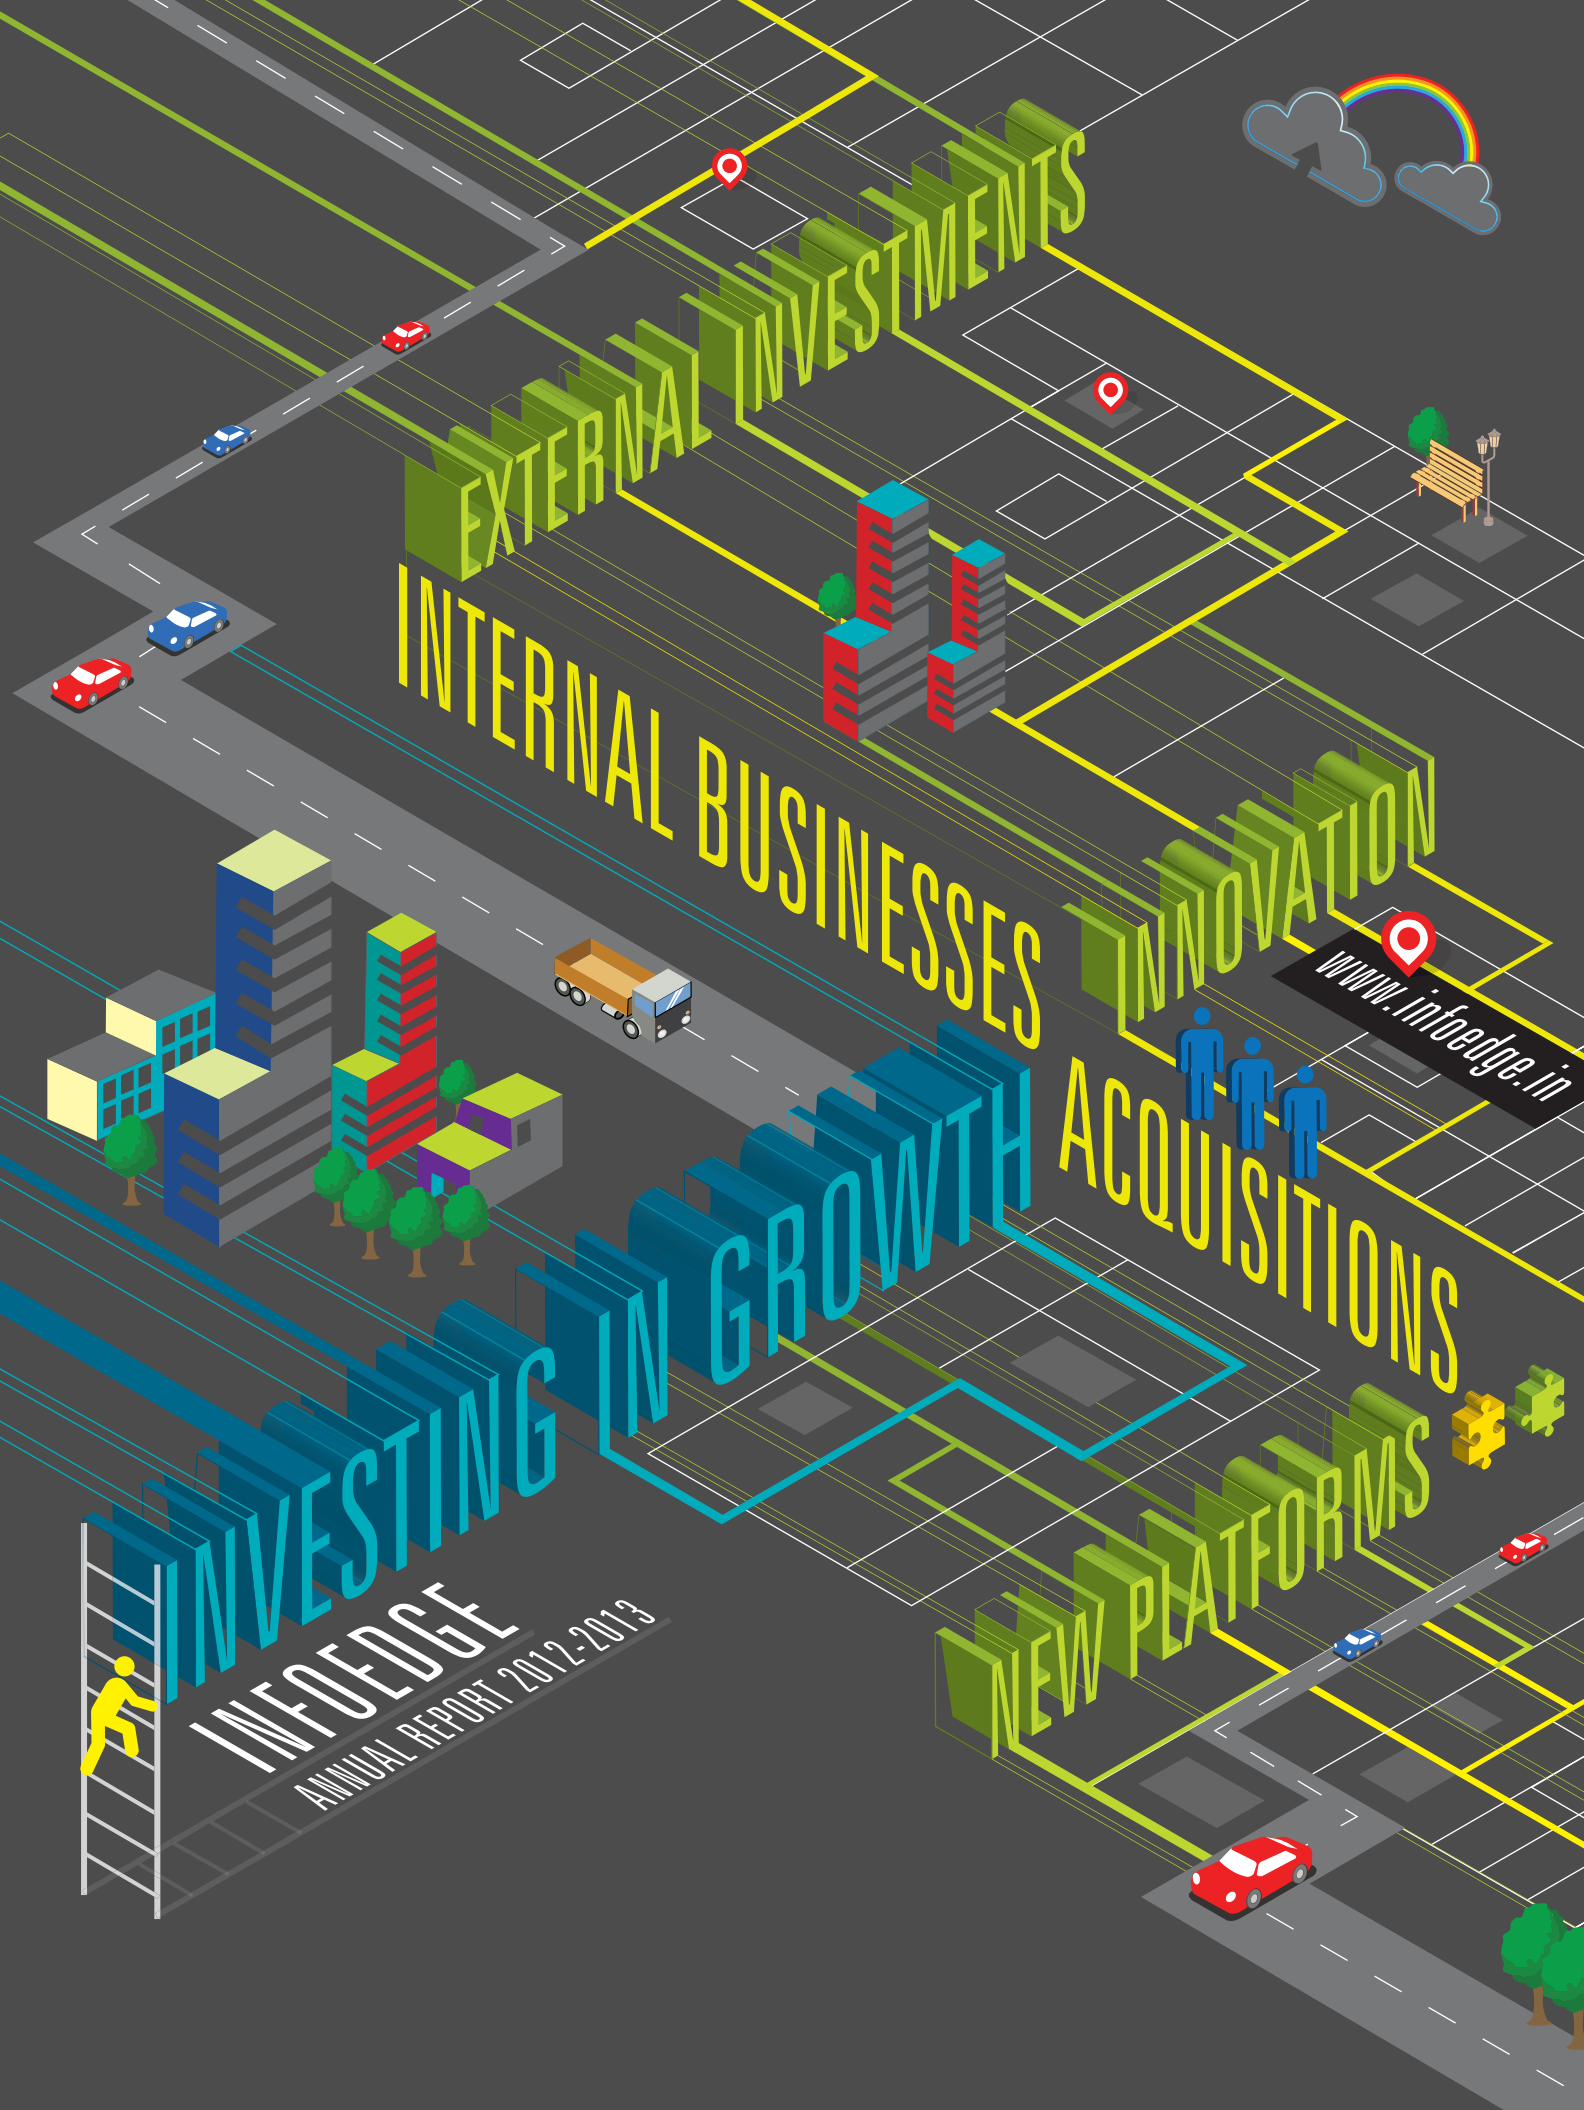 EXTERNAL INVESTMENTS
INTERNAL BUSINESSES
INNOVATION
www.infoedge.in
ACQUISITIONS
INVESTING IN GROWTH
NEW PLATFORMS
INFOEDGE
ANNUAL REPORT 2012-2013